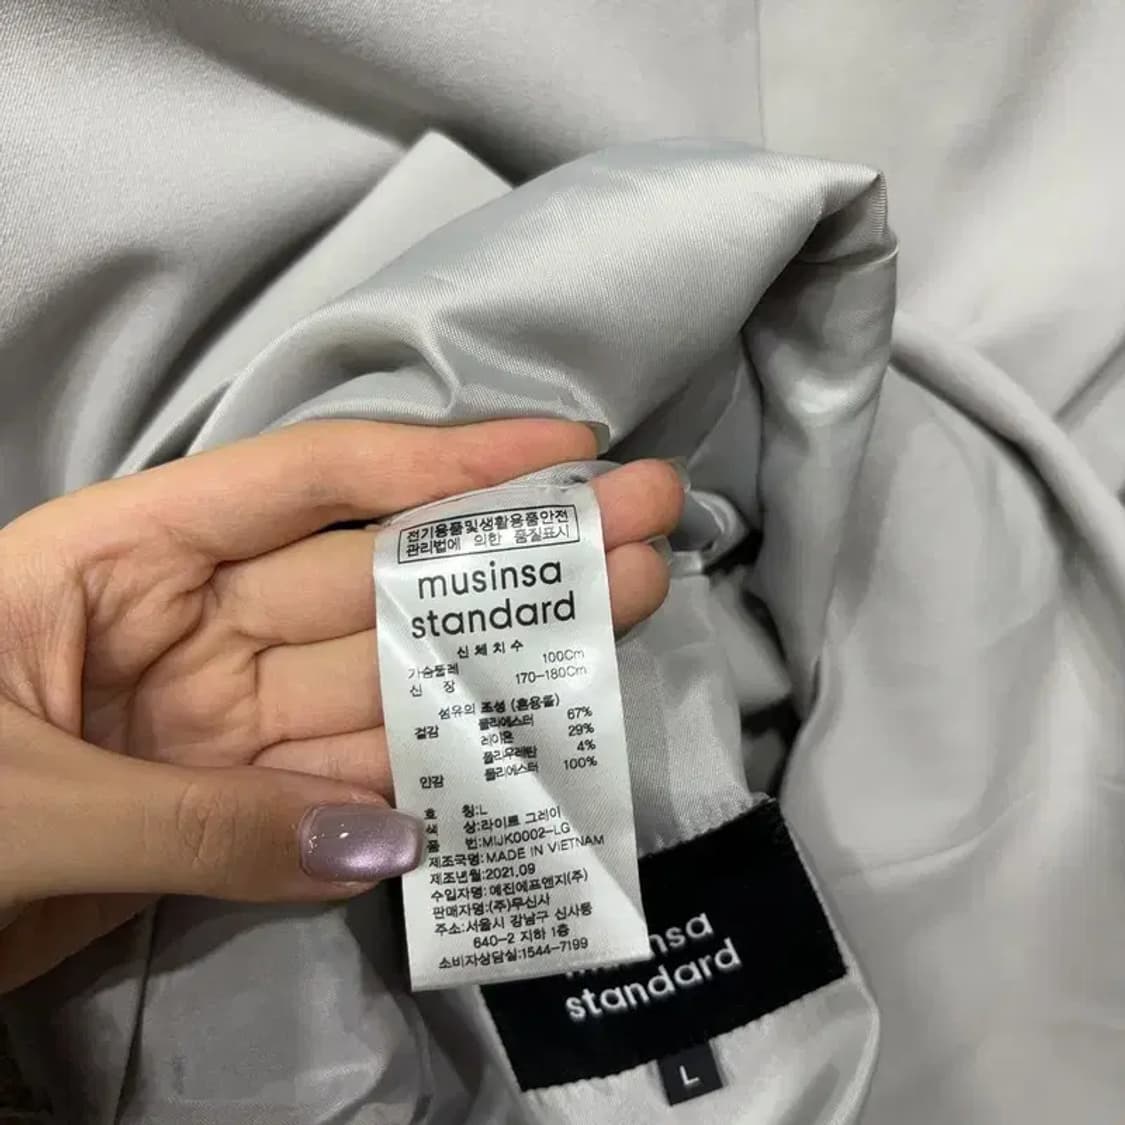 전기용품및생활용품안전
관리법에 의한 품질표시
musinsa
standard
신체치수
가슴둘레 100Cm
신 장 170-180Cm
섬유의 조성 (혼용율)
겉감 폴리에스터 67%
레이온 29%
폴리우레탄 4%
안감 폴리에스터 100%
호 칭:L
색 상:라이트 그레이
품 번:MIJK0002-LG
제조국명:MADE IN VIETNAM
제조년월:2021.09
수입자명:예진에프엔지(주)
판매자명:(주)무신사
주소:서울시 강남구 신사동
640-2 지하 1층
소비자상담실:1544-7199
musinsa
standard
L